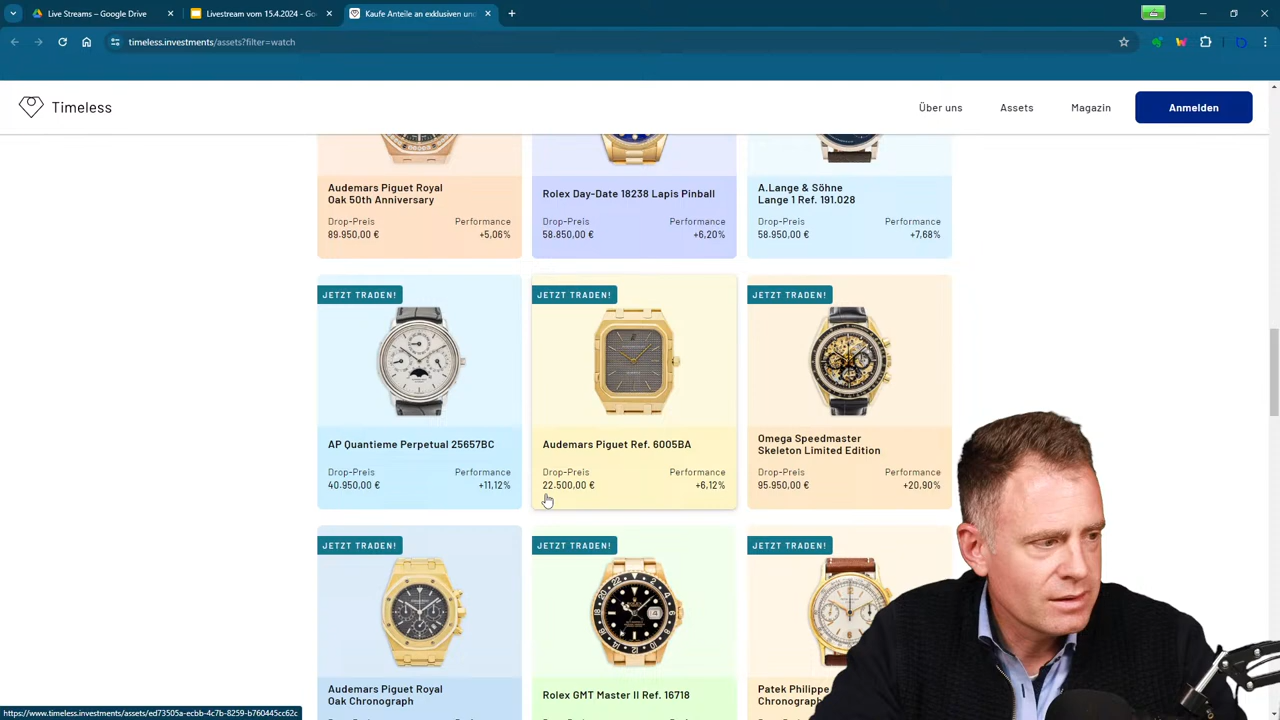 Live Streams – Google Drive
Livestream vom 15.4.2024 - Go
Kaufe Anteile an exklusiven und
timeless.investments/assets?filter=watch
Timeless
Über uns
Assets
Magazin
Anmelden
Audemars Piguet Royal
Oak 50th Anniversary
Drop-Preis
Performance
89.950,00 €
+5,06%
Rolex Day-Date 18238 Lapis Pinball
Drop-Preis
Performance
58.850,00 €
+6,20%
A.Lange & Söhne
Lange 1 Ref. 191.028
Drop-Preis
Performance
58.950,00 €
+7,68%
JETZT TRADEN!
AP Quantieme Perpetual 25657BC
Drop-Preis
Performance
40.950,00 €
+11,12%
JETZT TRADEN!
Audemars Piguet Ref. 6005BA
Drop-Preis
Performance
22.500,00 €
+6,12%
JETZT TRADEN!
Omega Speedmaster
Skeleton Limited Edition
Drop-Preis
Performance
95.950,00 €
+20,90%
JETZT TRADEN!
Audemars Piguet Royal
Oak Chronograph
JETZT TRADEN!
Rolex GMT Master II Ref. 16718
JETZT TRADEN!
Patek Philippe
Chronograph
https://www.timeless.investments/assets/ed73505a-ecbb-4c7b-8259-b760445cc62c